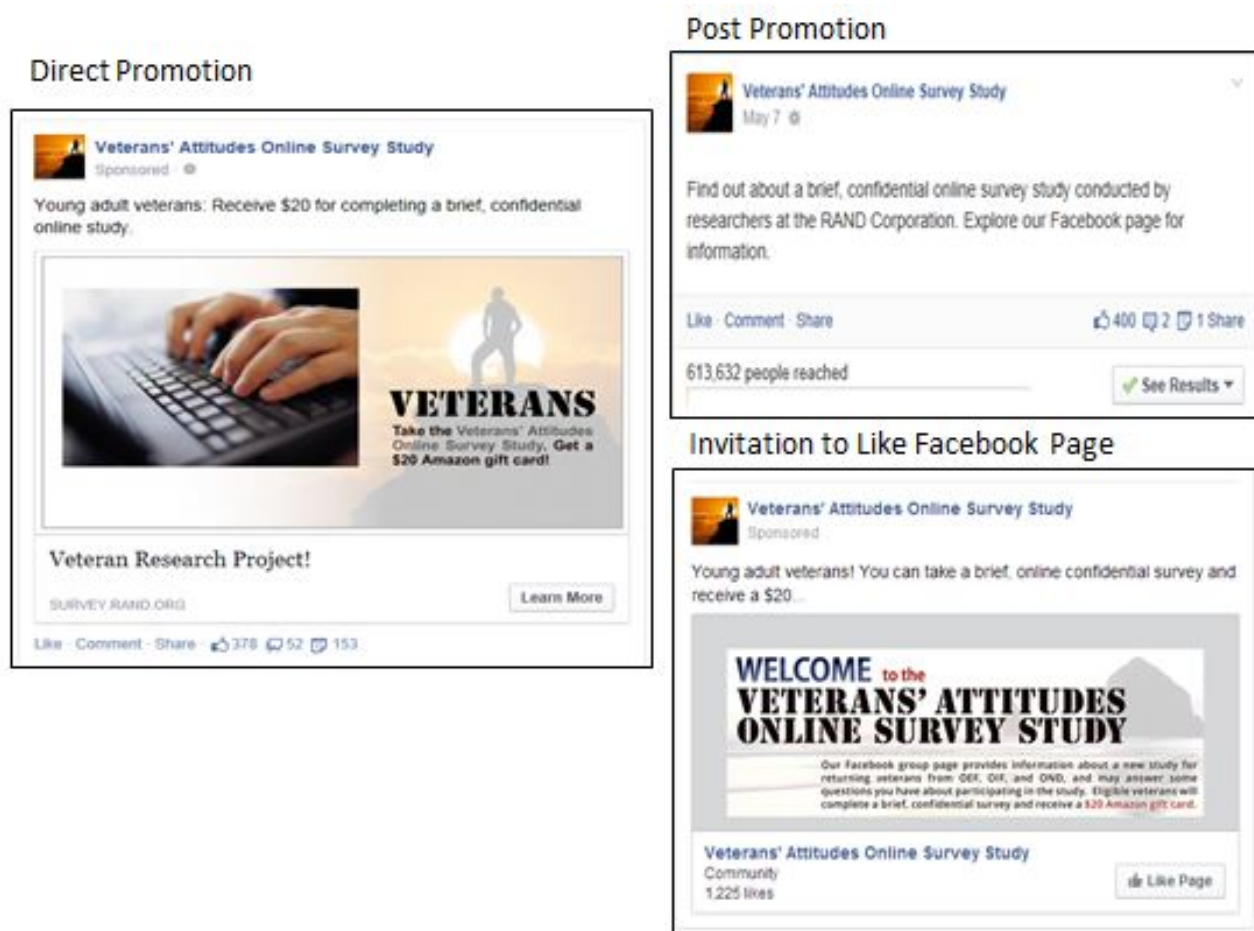 Direct Promotion
Veterans' Attitudes Online Survey Study
Sponsored ·
Young adult veterans: Receive $20 for completing a brief, confidential
online study.
VETERANS
Take the Veterans' Attitudes
Online Survey Study. Get a
$20 Amazon gift card!
Veteran Research Project!
SURVEY.RAND.ORG
Learn More
Like · Comment · Share · 378 52 153
Post Promotion
Veterans' Attitudes Online Survey Study
May 7
Find out about a brief, confidential online survey study conducted by
researchers at the RAND Corporation. Explore our Facebook page for
information.
Like · Comment · Share 400 2 1 Share
613,632 people reached
See Results
Invitation to Like Facebook Page
Veterans' Attitudes Online Survey Study
Sponsored
Young adult veterans! You can take a brief, online confidential survey and
receive a $20...
WELCOME to the
VETERANS' ATTITUDES
ONLINE SURVEY STUDY
Our Facebook group page provides information about a new study for
returning veterans from OEF, OIF, and OND, and may answer some
questions you have about participating in the study. Eligible veterans will
complete a brief, confidential survey and receive a $20 Amazon gift card.
Veterans' Attitudes Online Survey Study
Community
1,225 likes
Like Page